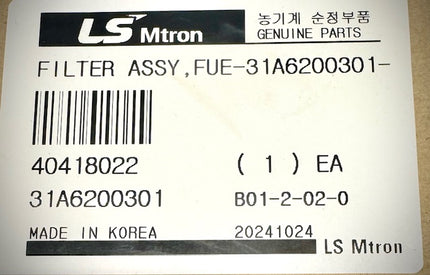 LS Mtron 농기계 순정부품
GENUINE PARTS
FILTER ASSY,FUE-31A6200301-
40418022 ( 1 ) EA
31A6200301 B01-2-02-0
MADE IN KOREA 20241024
LS Mtron